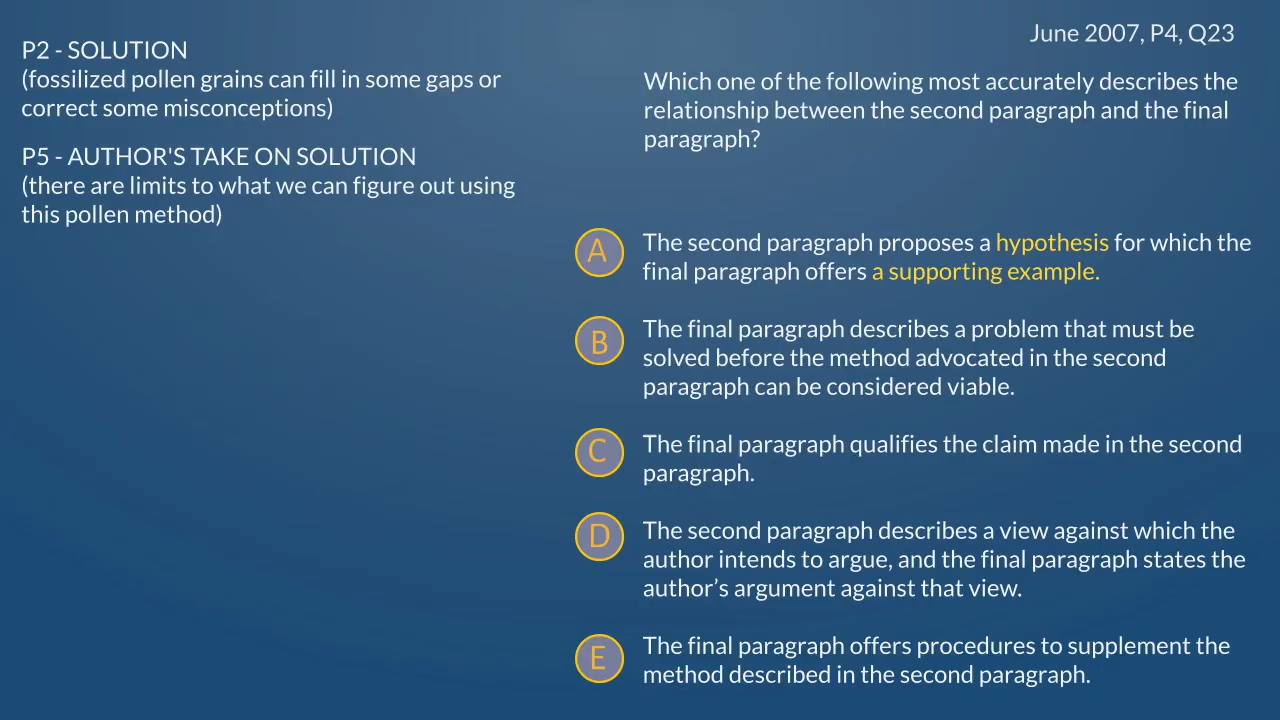 June 2007, P4, Q23
P2 - SOLUTION
(fossilized pollen grains can fill in some gaps or
correct some misconceptions)
P5 - AUTHOR'S TAKE ON SOLUTION
(there are limits to what we can figure out using
this pollen method)
Which one of the following most accurately describes the
relationship between the second paragraph and the final
paragraph?
A
The second paragraph proposes a hypothesis for which the
final paragraph offers a supporting example.
B
The final paragraph describes a problem that must be
solved before the method advocated in the second
paragraph can be considered viable.
C
The final paragraph qualifies the claim made in the second
paragraph.
D
The second paragraph describes a view against which the
author intends to argue, and the final paragraph states the
author’s argument against that view.
E
The final paragraph offers procedures to supplement the
method described in the second paragraph.